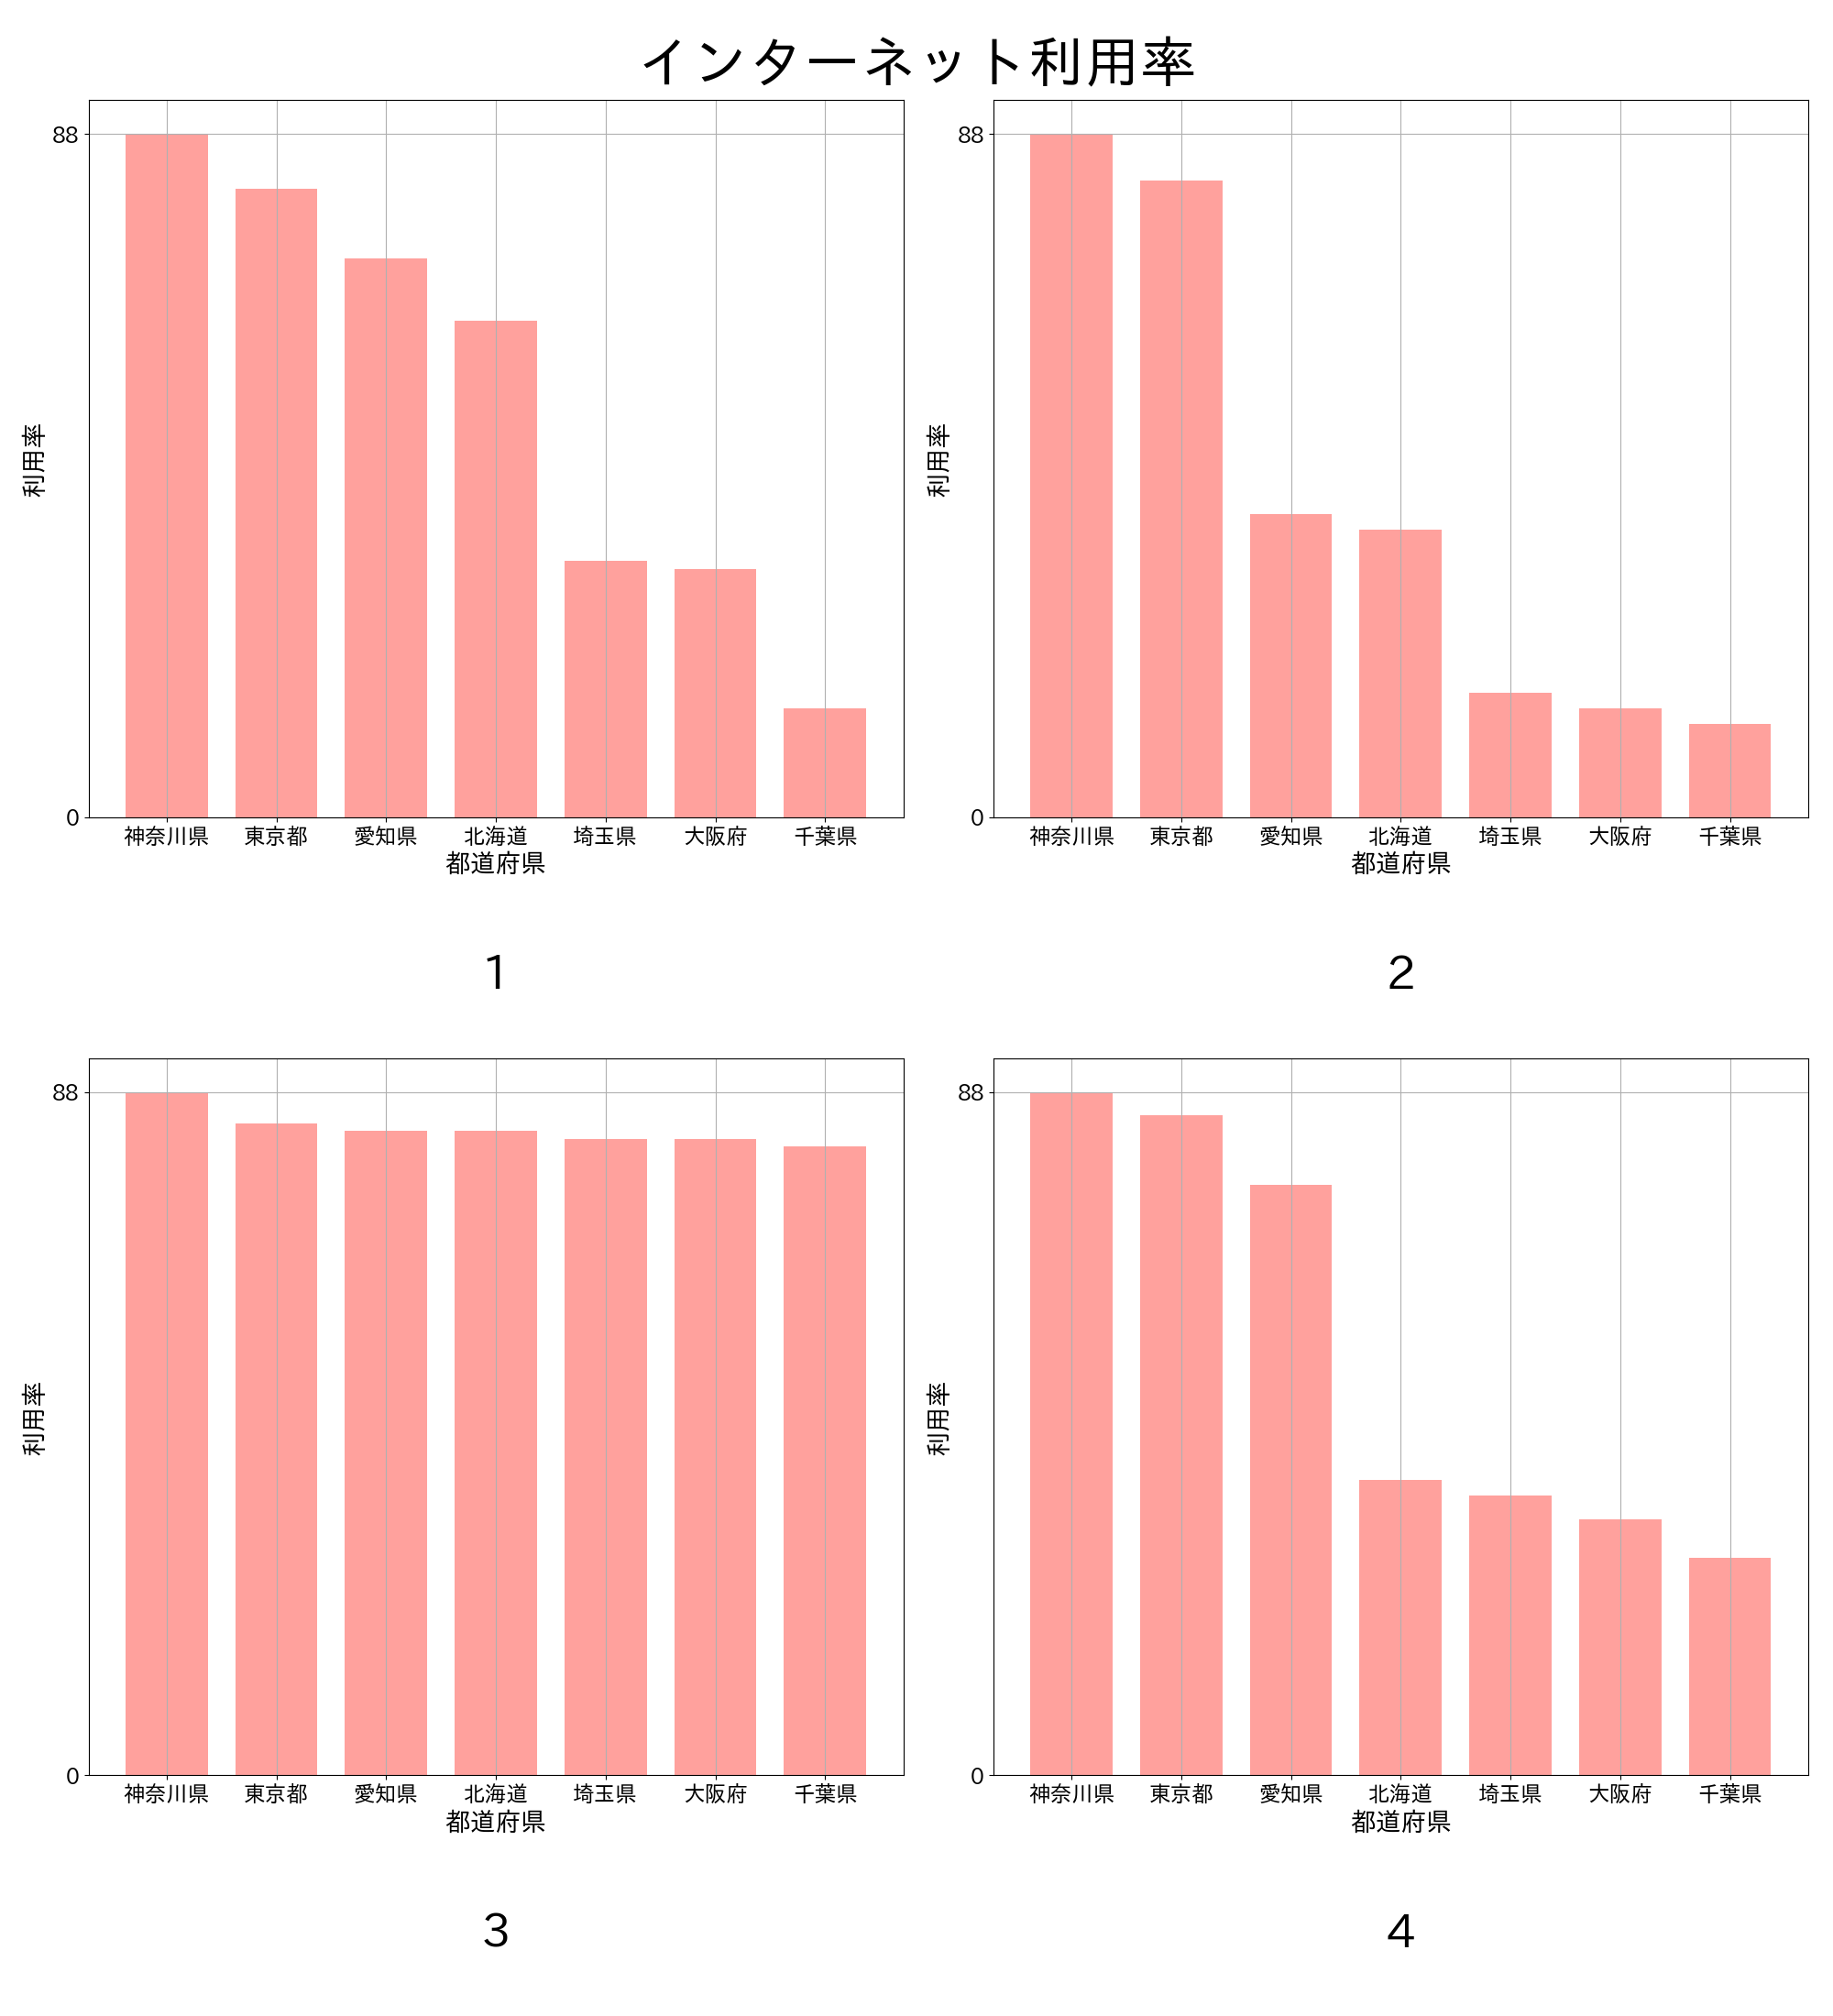 インターネット利用率
88
0
利用率
神奈川県 東京都 愛知県 北海道 埼玉県 大阪府 千葉県
都道府県
1
88
0
利用率
神奈川県 東京都 愛知県 北海道 埼玉県 大阪府 千葉県
都道府県
2
88
0
利用率
神奈川県 東京都 愛知県 北海道 埼玉県 大阪府 千葉県
都道府県
3
88
0
利用率
神奈川県 東京都 愛知県 北海道 埼玉県 大阪府 千葉県
都道府県
4